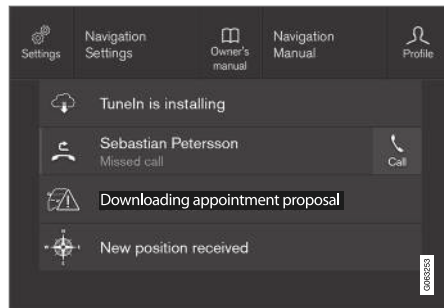 Settings
Navigation
Settings
Owner's
manual
Navigation
Manual
Profile
TuneIn is installing
Sebastian Petersson
Missed call
Call
Downloading appointment proposal
New position received
G063253